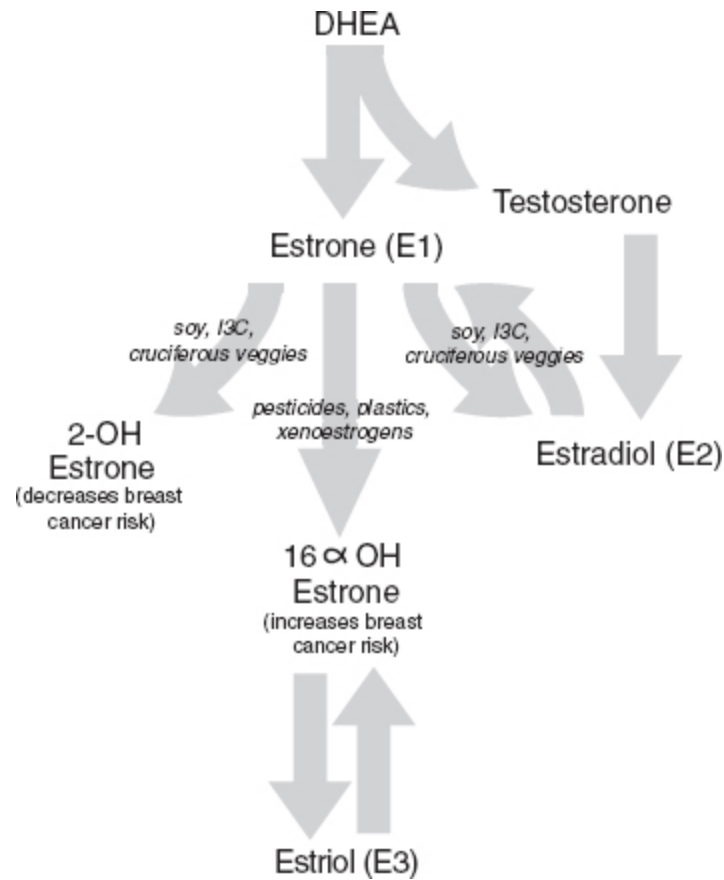 DHEA
Testosterone
Estrone (E1)
soy, I3C,
cruciferous veggies
soy, I3C,
cruciferous veggies
pesticides, plastics,
xenoestrogens
2-OH
Estrone
(decreases breast
cancer risk)
Estradiol (E2)
16 α OH
Estrone
(increases breast
cancer risk)
Estriol (E3)